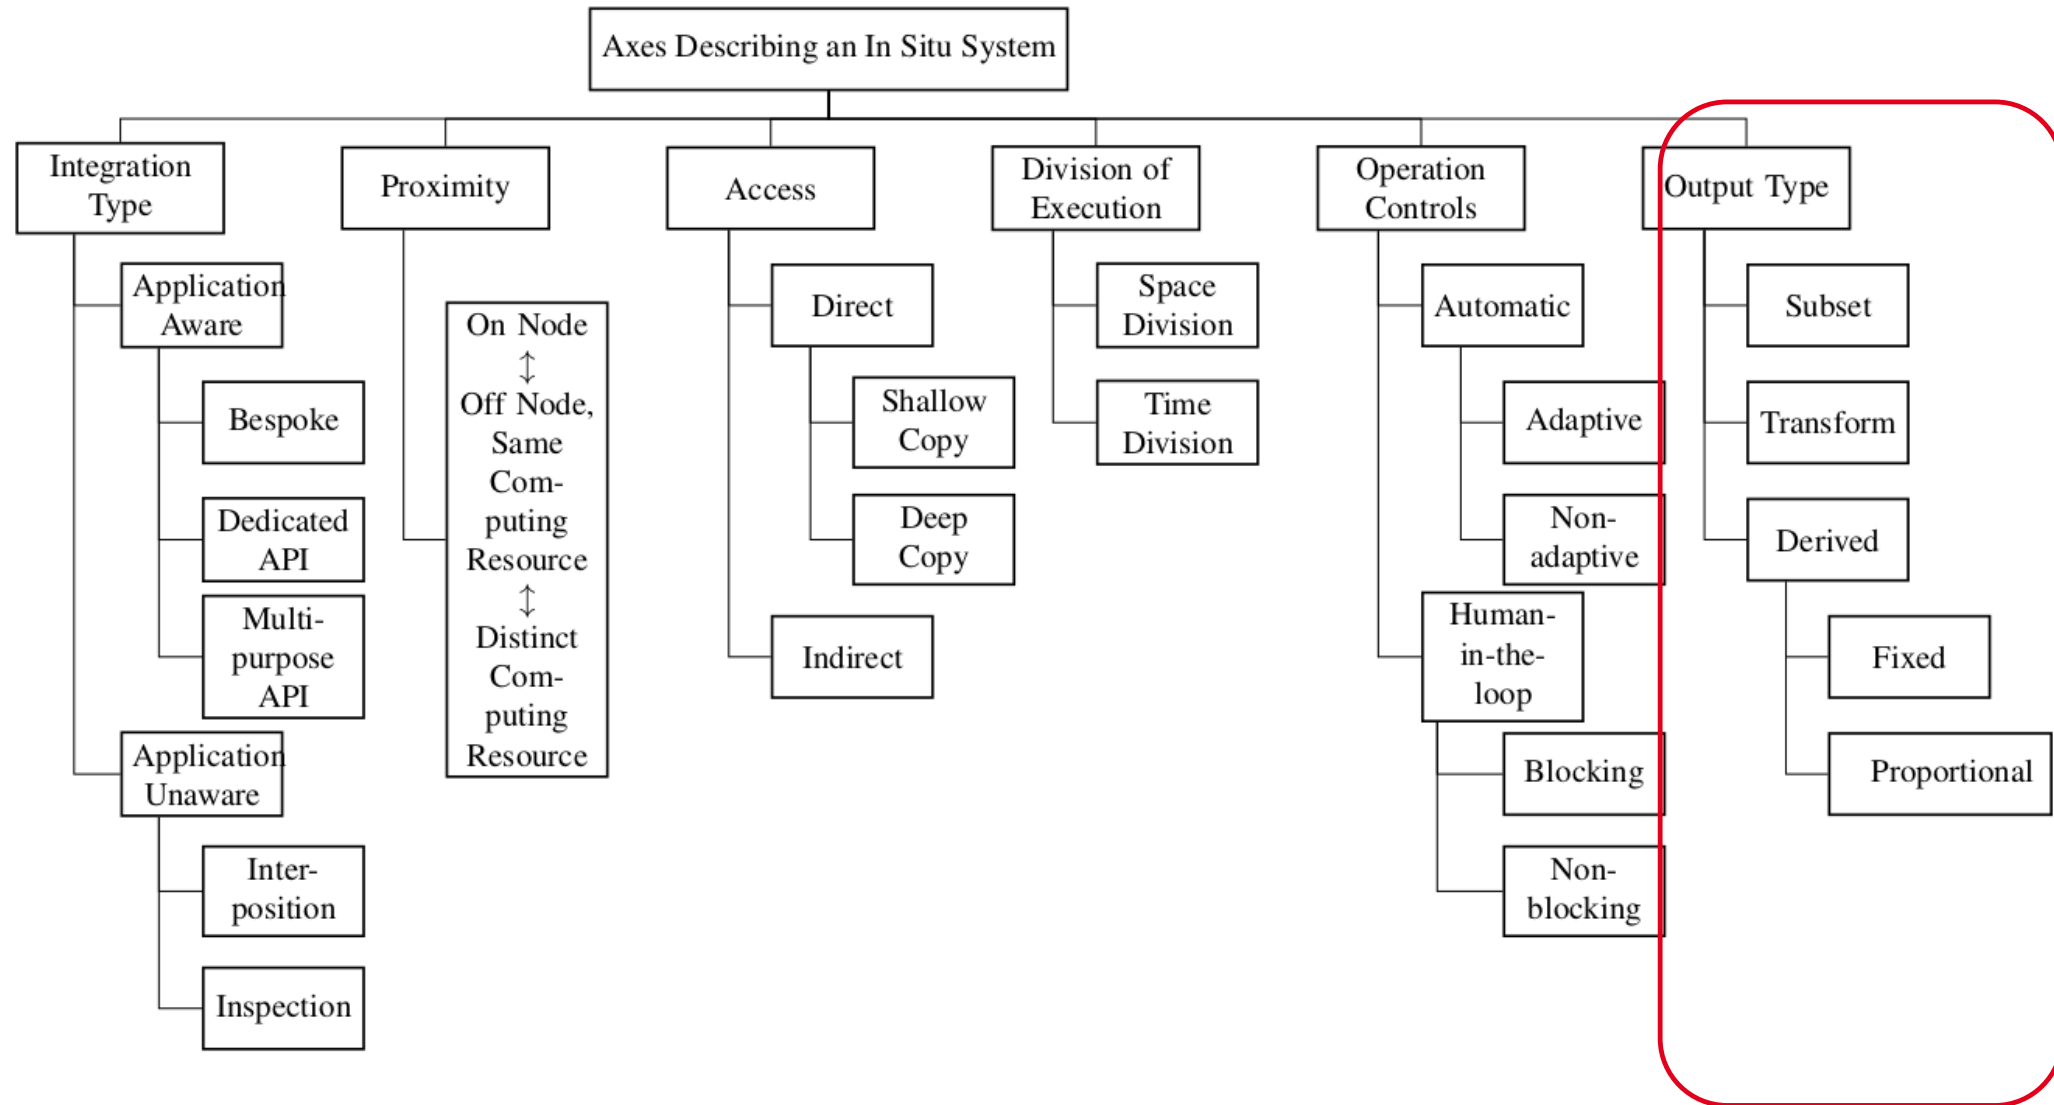 Axes Describing an In Situ System
Integration
Type
Application
Aware
Bespoke
Dedicated
API
Multi-
purpose
API
Application
Unaware
Inter-
position
Inspection
Proximity
On Node
↕
Off Node,
Same
Com-
puting
Resource
↕
Distinct
Com-
puting
Resource
Access
Direct
Shallow
Copy
Deep
Copy
Indirect
Division of
Execution
Space
Division
Time
Division
Operation
Controls
Automatic
Adaptive
Non-
adaptive
Human-
in-the-
loop
Blocking
Non-
blocking
Output Type
Subset
Transform
Derived
Fixed
Proportional